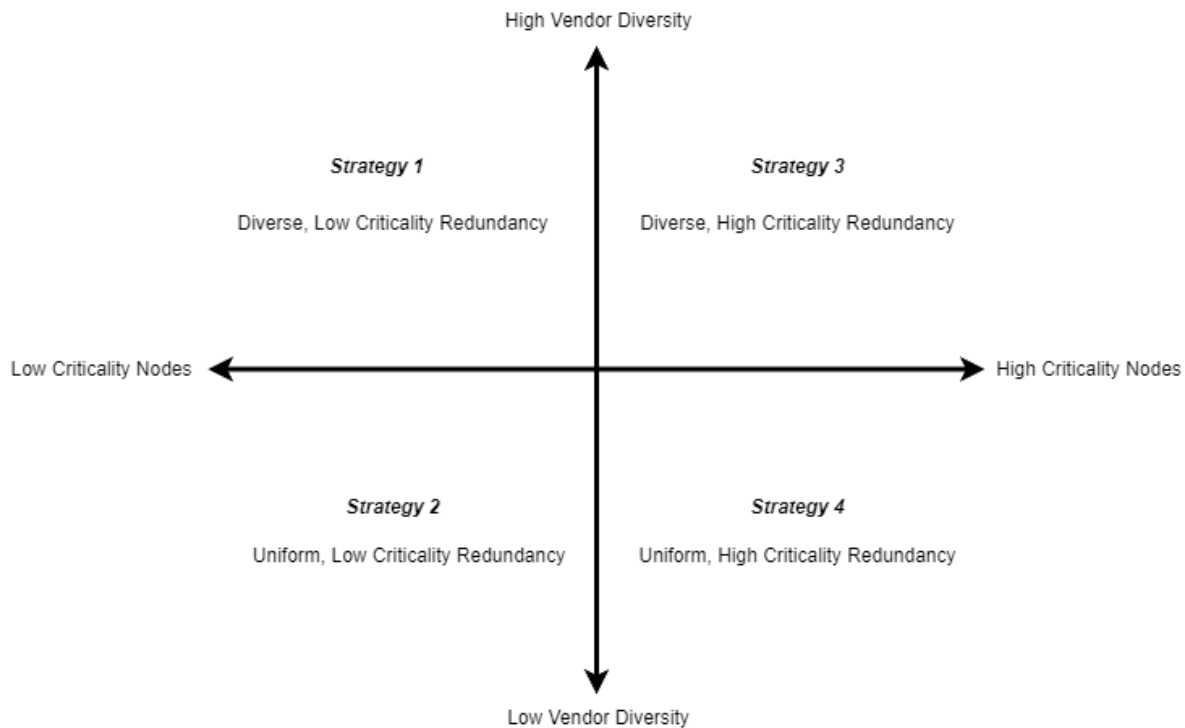 High Vendor Diversity
Strategy 1
Strategy 3
Diverse, Low Criticality Redundancy
Diverse, High Criticality Redundancy
Low Criticality Nodes
High Criticality Nodes
Strategy 2
Strategy 4
Uniform, Low Criticality Redundancy
Uniform, High Criticality Redundancy
Low Vendor Diversity